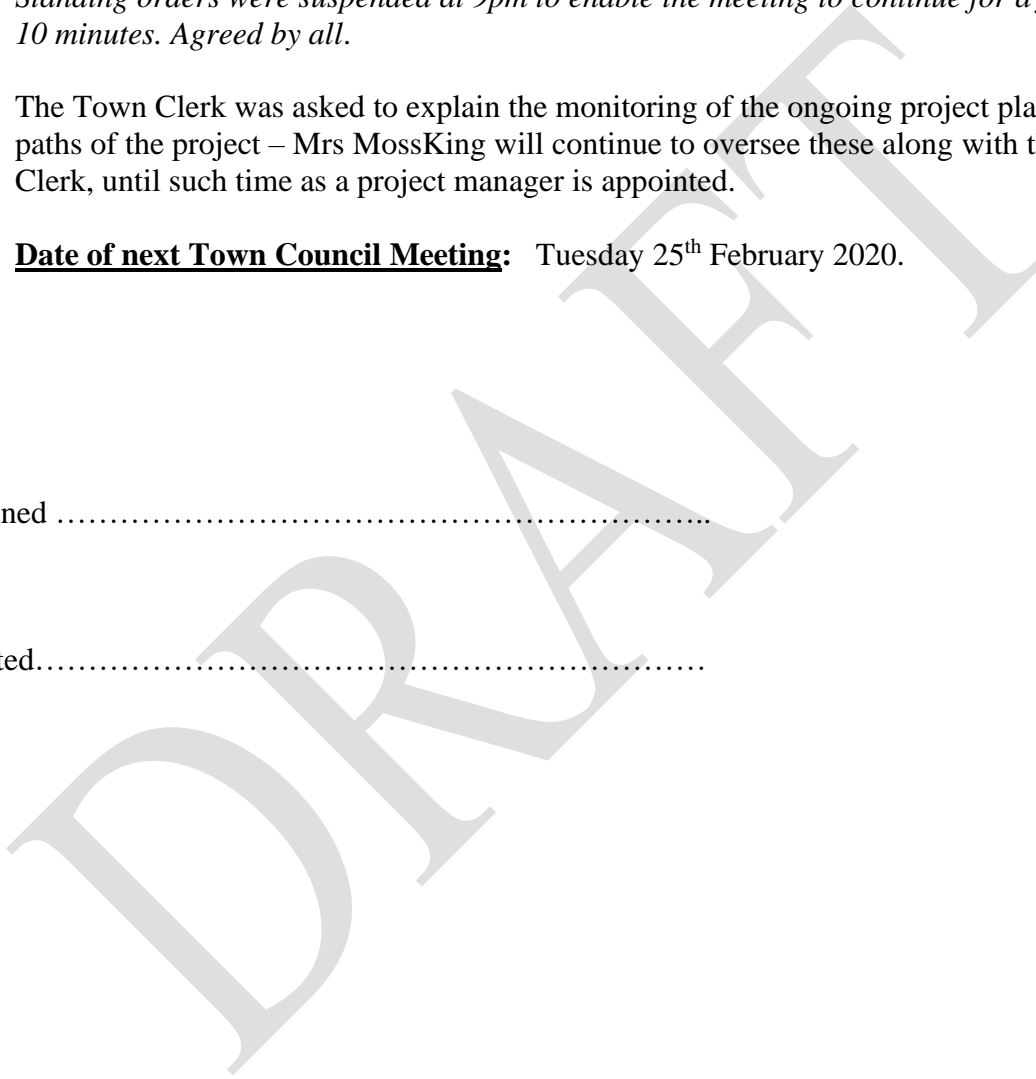 Standing orders were suspended at 9pm to enable the meeting to continue for a
10 minutes. Agreed by all.
The Town Clerk was asked to explain the monitoring of the ongoing project pla
paths of the project – Mrs MossKing will continue to oversee these along with t
Clerk, until such time as a project manager is appointed.
Date of next Town Council Meeting: Tuesday 25th February 2020.
ned …………………………………………………………..
ted…………………………………………………………
DRAFT